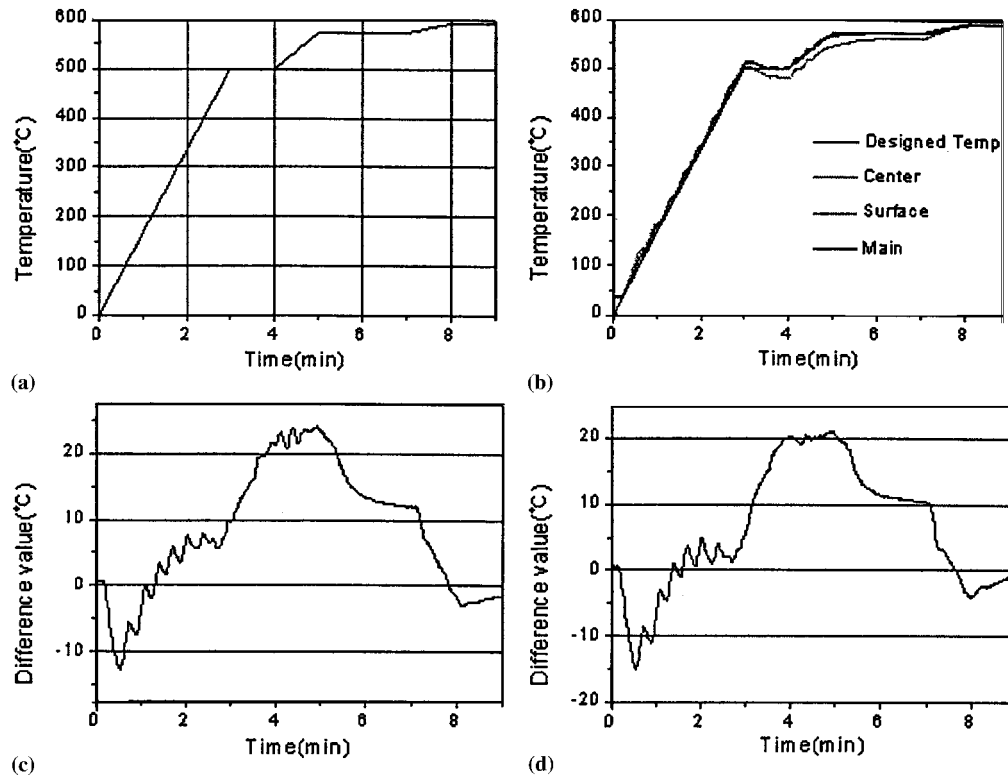 600
500
400
300
200
100
0
Temperature(°C)
0 2 4 6 8
Time(min)
(a)
600
500
400
300
200
100
0
Temperature(°C)
Designed Temp
Center
Surface
Main
0 2 4 6 8
Time(min)
(b)
20
10
0
-10
Difference value(°C)
0 2 4 6 8
Time(min)
(c)
20
10
0
-10
-20
Difference value(°C)
0 2 4 6 8
Time(min)
(d)